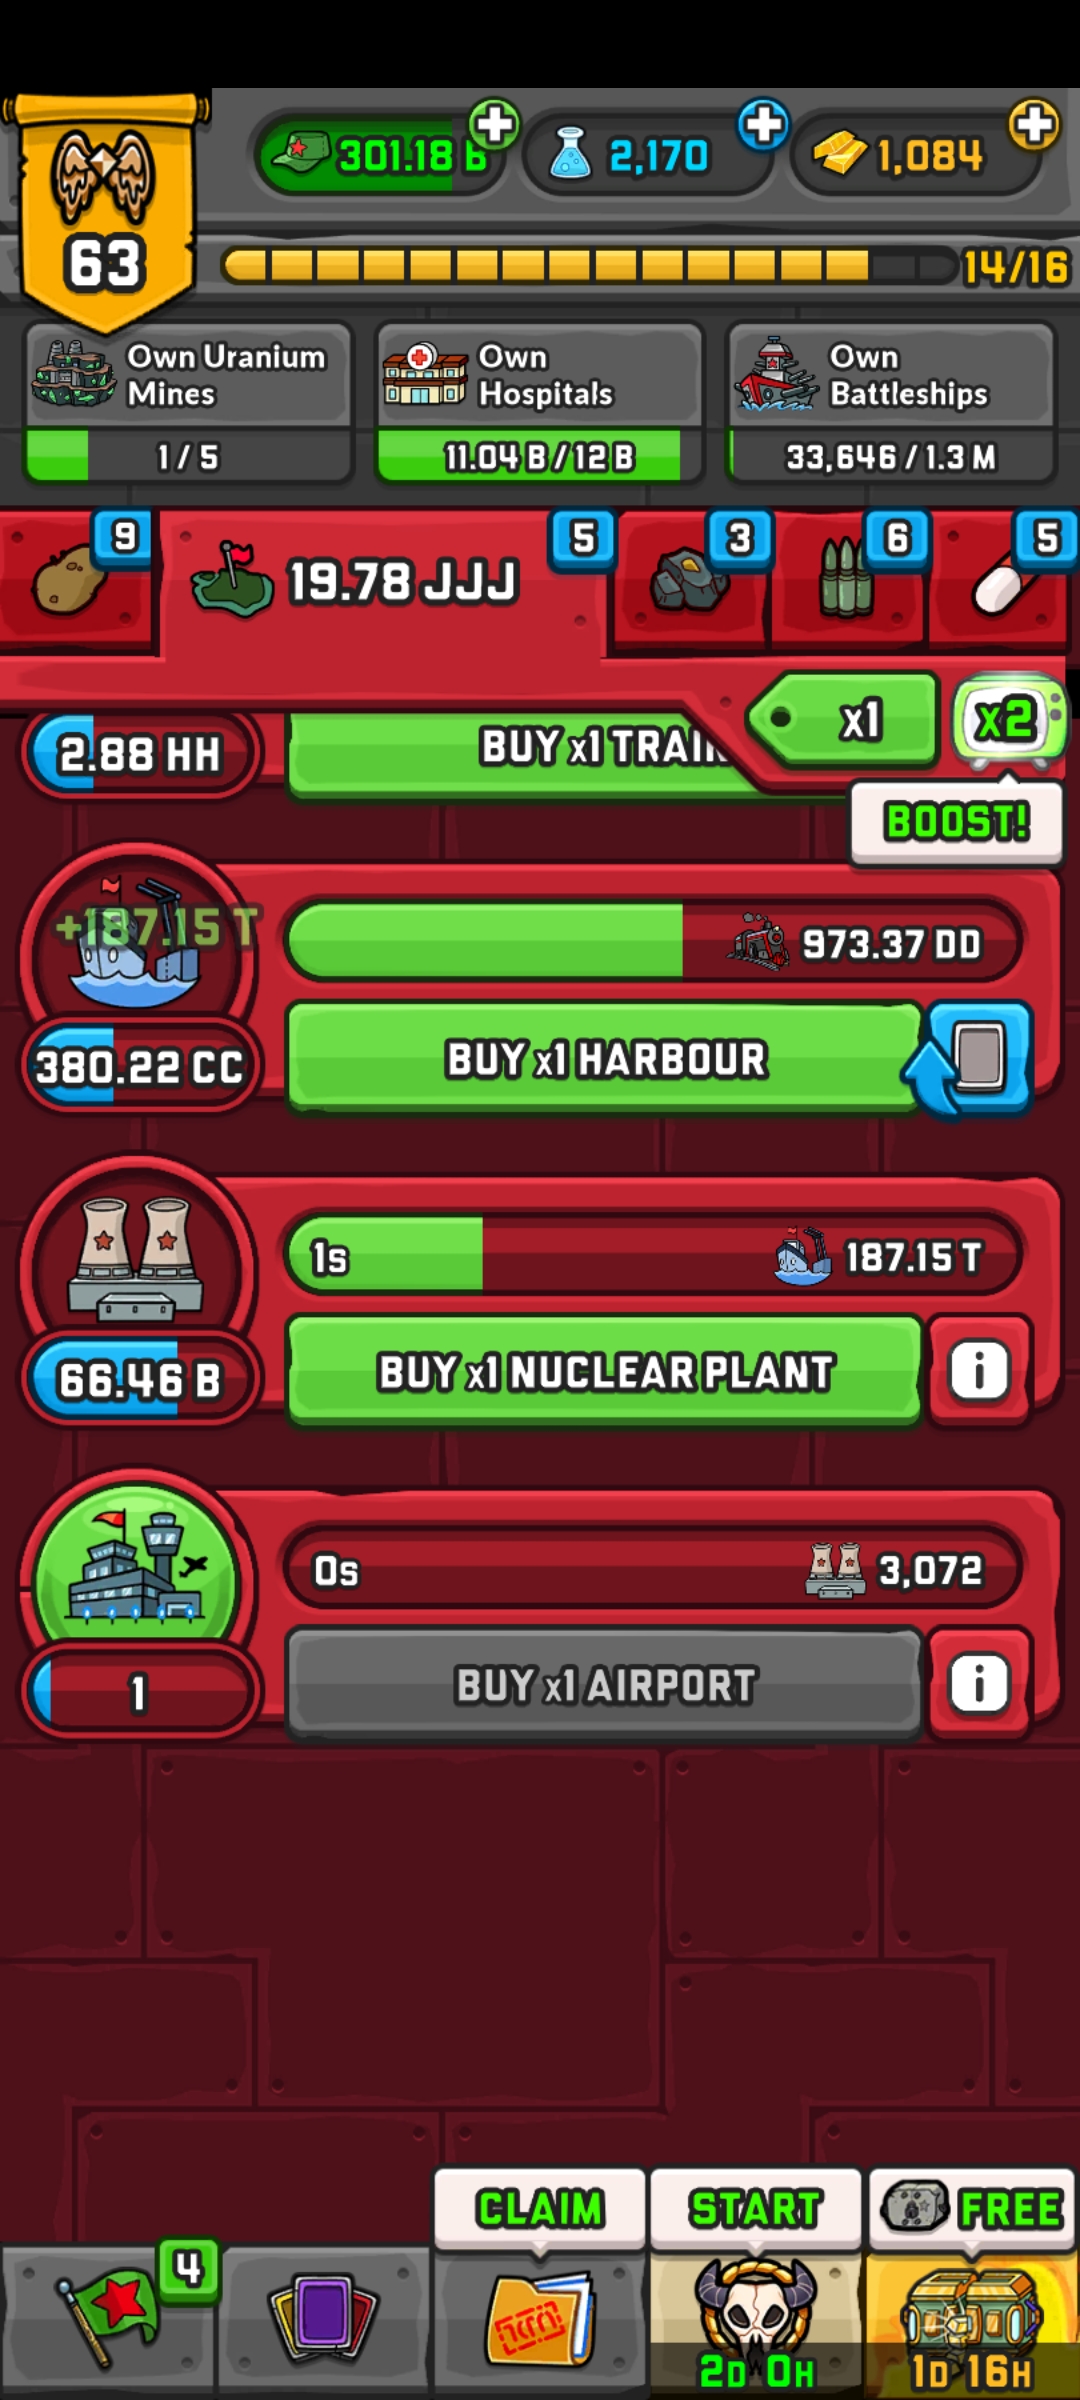 301.18 B
2,170
1,084
63
14/16
Own Uranium
Mines
1 / 5
Own
Hospitals
11.04 B / 12 B
Own
Battleships
33,646 / 1.3 M
9
19.78 JJJ
5
3
6
5
2.88 HH
BUY x1 TRAIN
x1
x2
BOOST!
+187.15 T
973.37 DD
380.22 CC
BUY x1 HARBOUR
1s
187.15 T
66.46 B
BUY x1 NUCLEAR PLANT
i
0s
3,072
1
BUY x1 AIRPORT
i
CLAIM
START
FREE
4
2D 0H
1D 16H